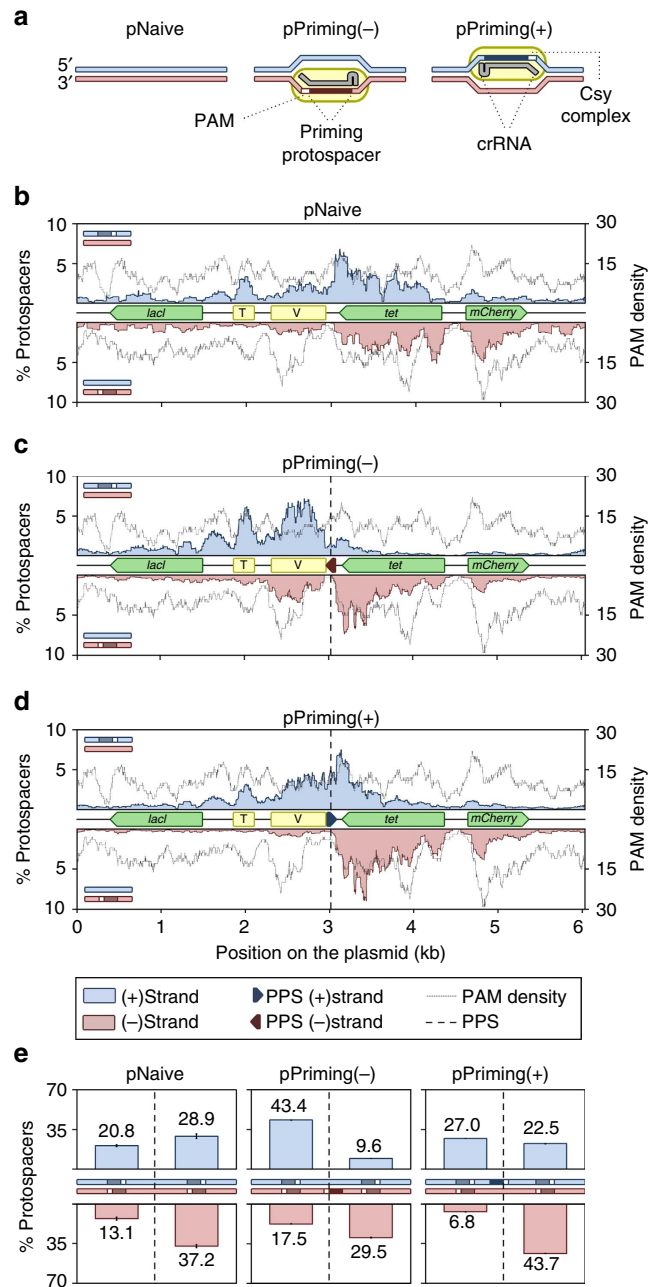 a
pNaive
pPriming(–)
pPriming(+)
5′
3′
PAM
Priming
protospacer
crRNA
Csy
complex
b
pNaive
% Protospacers
PAM density
10
5
5
10
30
15
15
30
lacI
T
V
tet
mCherry
c
pPriming(–)
% Protospacers
PAM density
10
5
5
10
30
15
15
30
lacI
T
V
tet
mCherry
d
pPriming(+)
% Protospacers
PAM density
10
5
5
10
30
15
15
30
lacI
T
V
tet
mCherry
0 1 2 3 4 5 6
Position on the plasmid (kb)
(+)Strand
PPS (+)strand
PAM density
(–)Strand
PPS (–)strand
PPS
e
pNaive
pPriming(–)
pPriming(+)
% Protospacers
70
35
35
70
20.8
28.9
13.1
37.2
43.4
9.6
17.5
29.5
27.0
22.5
6.8
43.7